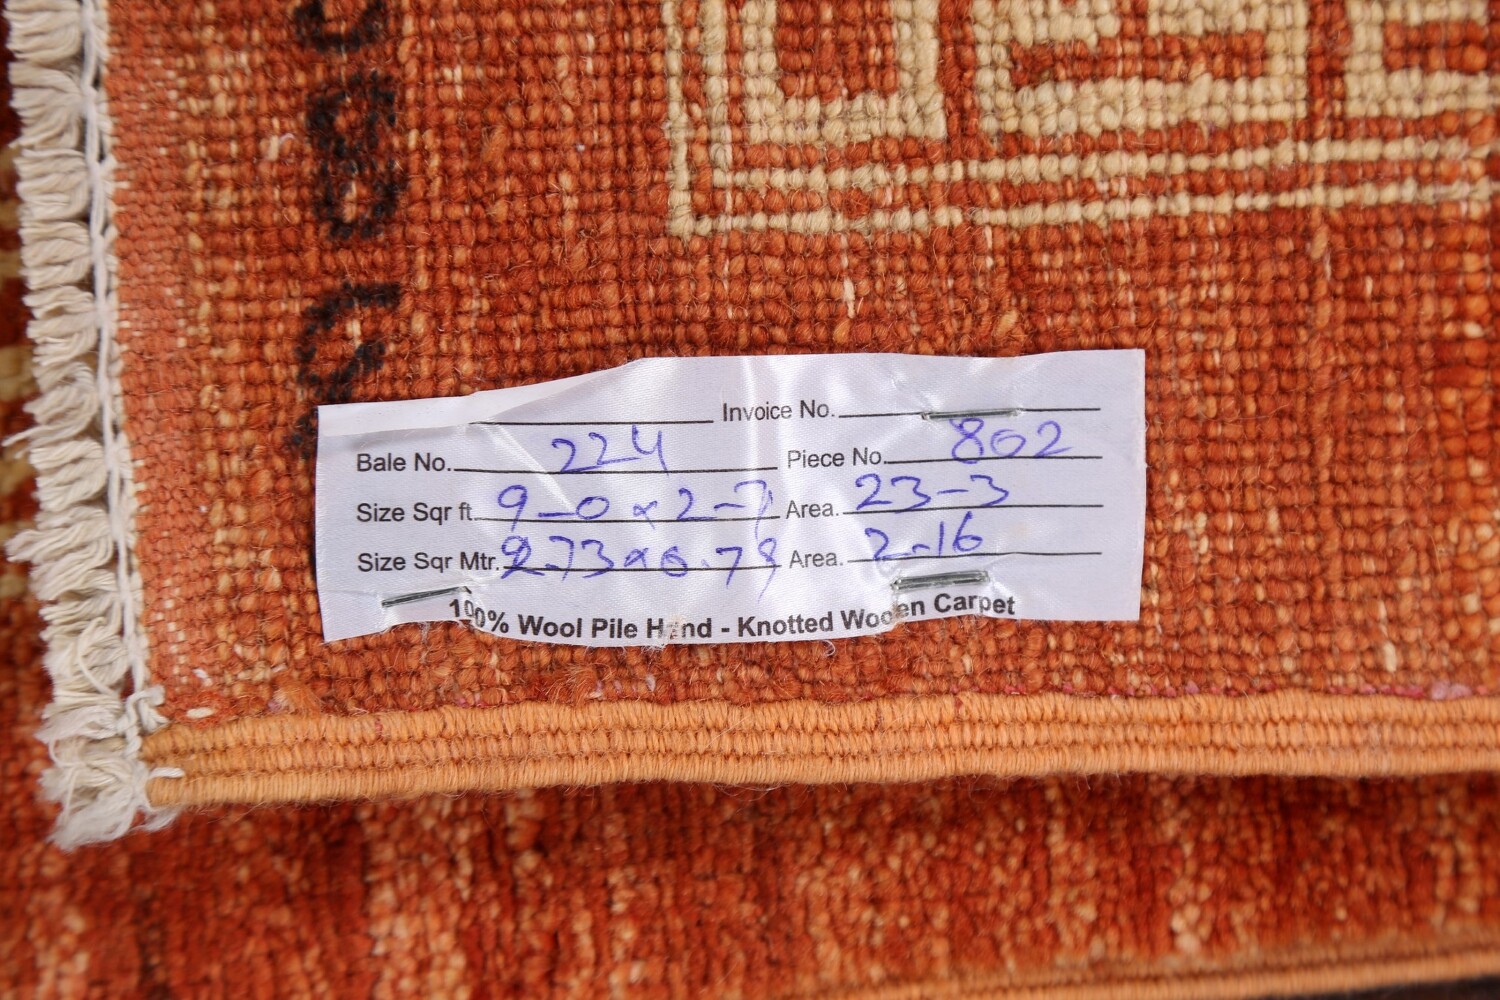 Invoice No.
Bale No. 224 Piece No. 802
Size Sqr ft. 9-0 x 2-7 Area. 23-3
Size Sqr Mtr. 2.73 x 0.79 Area. 2-16
100% Wool Pile Hand - Knotted Woolen Carpet